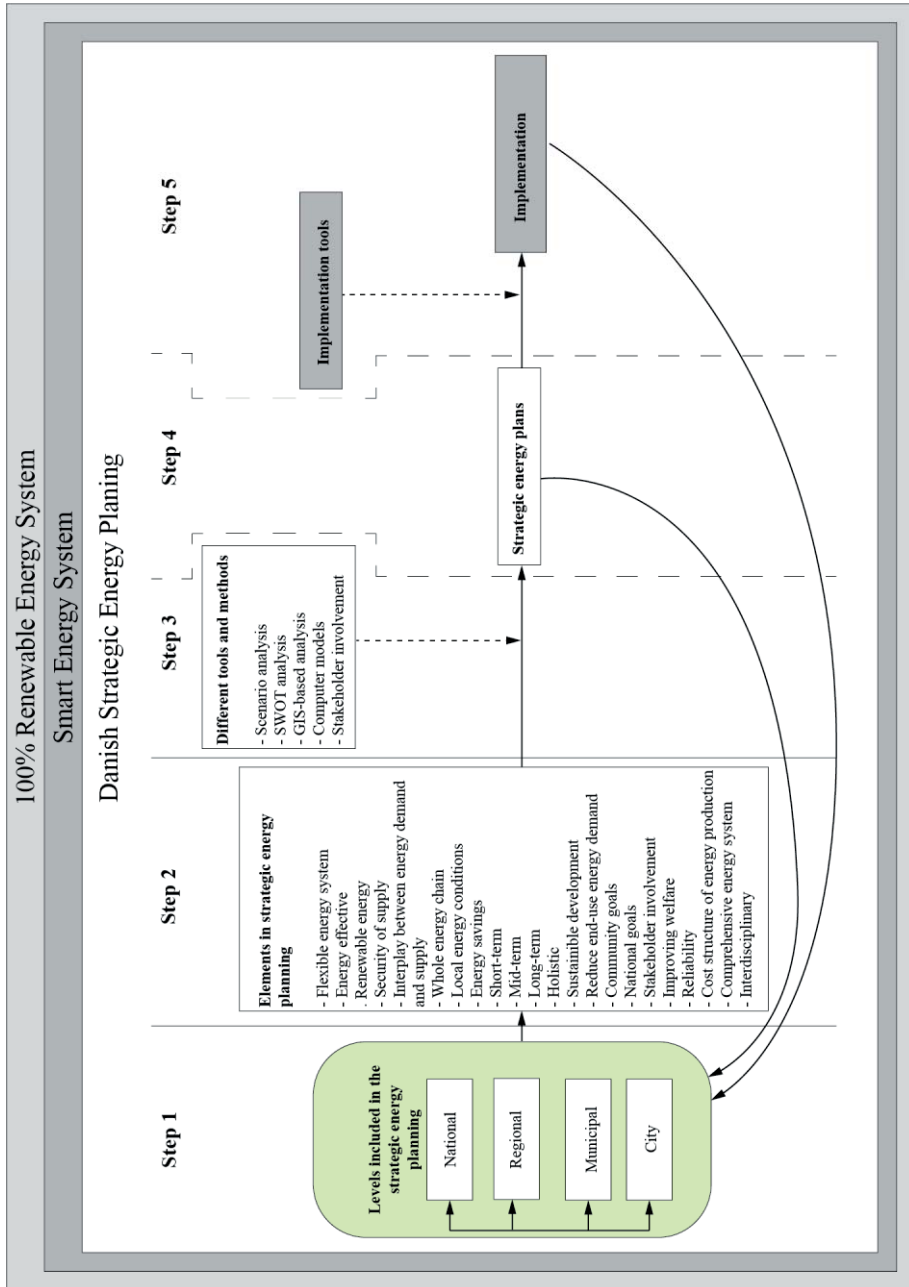 100% Renewable Energy System
Smart Energy System
Danish Strategic Energy Planing
Step 1
Levels included in the
strategic energy
planning
National
Regional
Municipal
City
Step 2
Elements in strategic energy
planning
- Flexible energy system
- Energy effective
- Renewable energy
- Security of supply
- Interplay between energy demand
and supply
- Whole energy chain
- Local energy conditions
- Energy savings
- Short-term
- Mid-term
- Long-term
- Holistic
- Sustainible development
- Reduce end-use energy demand
- Community goals
- National goals
- Stakeholder involvement
- Improving welfare
- Reliability
- Cost structure of energy production
- Comprehensive energy system
- Interdisciplinary
Step 3
Different tools and methods
- Scenario analysis
- SWOT analysis
- GIS-based analysis
- Computer models
- Stakeholder involvement
Step 4
Strategic energy plans
Step 5
Implementation tools
Implementation